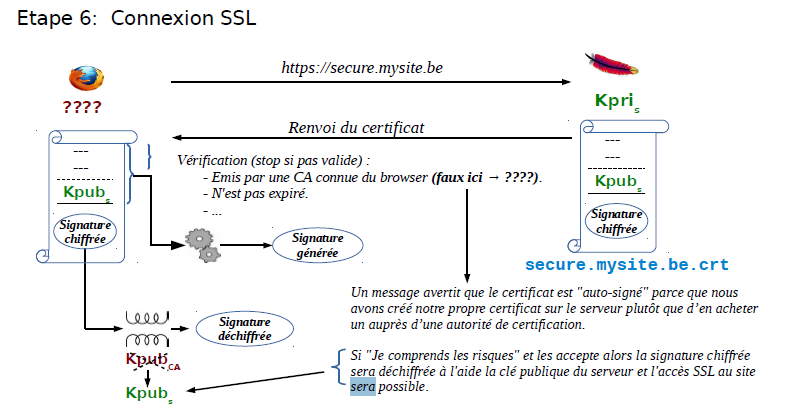 Etape 6: Connexion SSL
https://secure.mysite.be
????
Kpri s
Renvoi du certificat
---
---
Kpub s
Signature
chiffrée
Vérification (stop si pas valide) :
- Emis par une CA connue du browser (faux ici → ????).
- N'est pas expiré.
- ...
---
---
Kpub s
Signature
chiffrée
Signature
générée
secure.mysite.be.crt
Un message avertit que le certificat est "auto-signé" parce que nous
avons créé notre propre certificat sur le serveur plutôt que d’en acheter
un auprès d’une autorité de certification.
Signature
déchiffrée
Kpub CA
Kpub s
Si "Je comprends les risques" et les accepte alors la signature chiffrée
sera déchiffrée à l'aide la clé publique du serveur et l'accès SSL au site
sera possible.